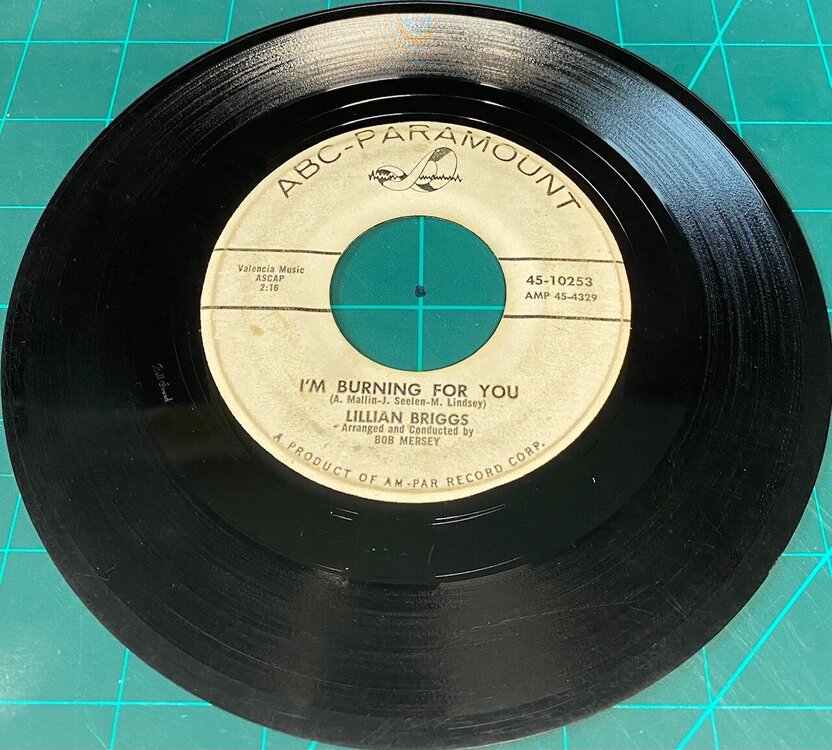 ABC-PARAMOUNT
Valencia Music
ASCAP
2:16
45-10253
AMP 45-4329
I'M BURNING FOR YOU
(A. Mallin-J. Seelen-M. Lindsey)
LILLIAN BRIGGS
Arranged and Conducted by
BOB MERSEY
A PRODUCT OF AM-PAR RECORD CORP.